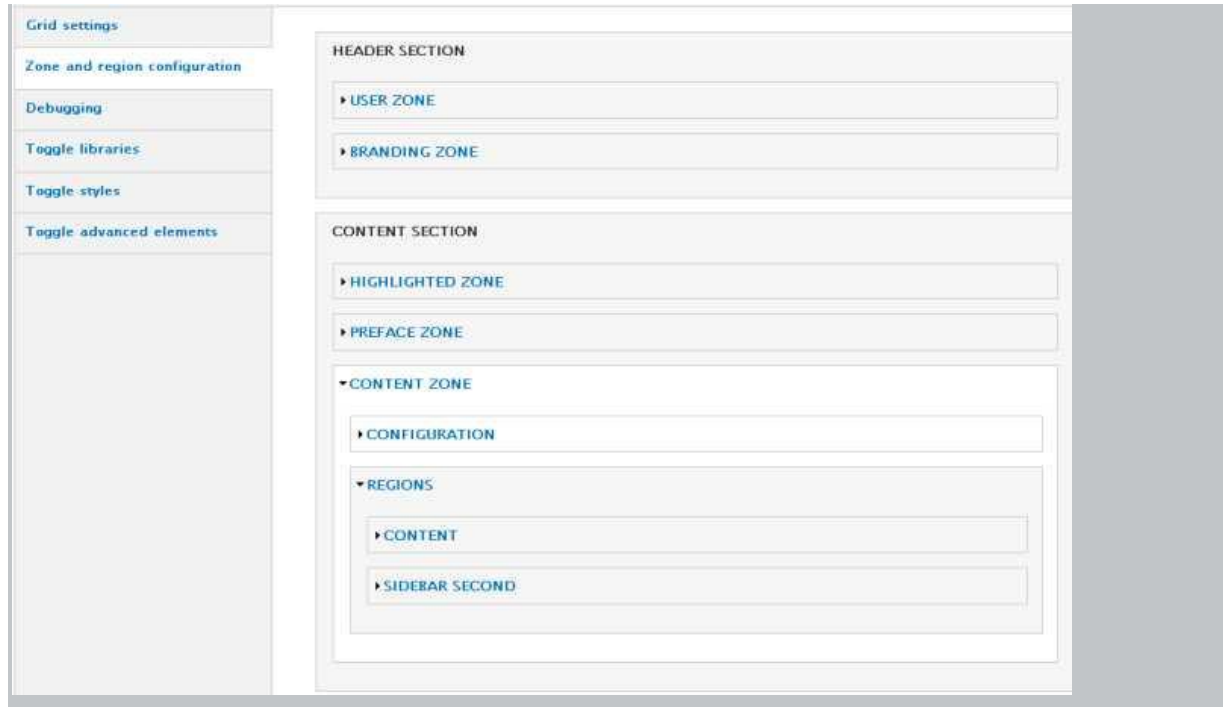 Grid settings
Zone and region configuration
Debugging
Toggle libraries
Toggle styles
Toggle advanced elements
HEADER SECTION
USER ZONE
BRANDING ZONE
CONTENT SECTION
HIGHLIGHTED ZONE
PREFACE ZONE
CONTENT ZONE
CONFIGURATION
REGIONS
CONTENT
SIDEBAR SECOND